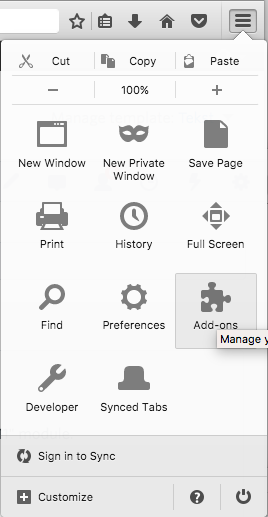 Cut Copy Paste
100%
New Window New Private Window Save Page
Print History Full Screen
Find Preferences Add-ons
Manage y
Developer Synced Tabs
Sign in to Sync
Customize